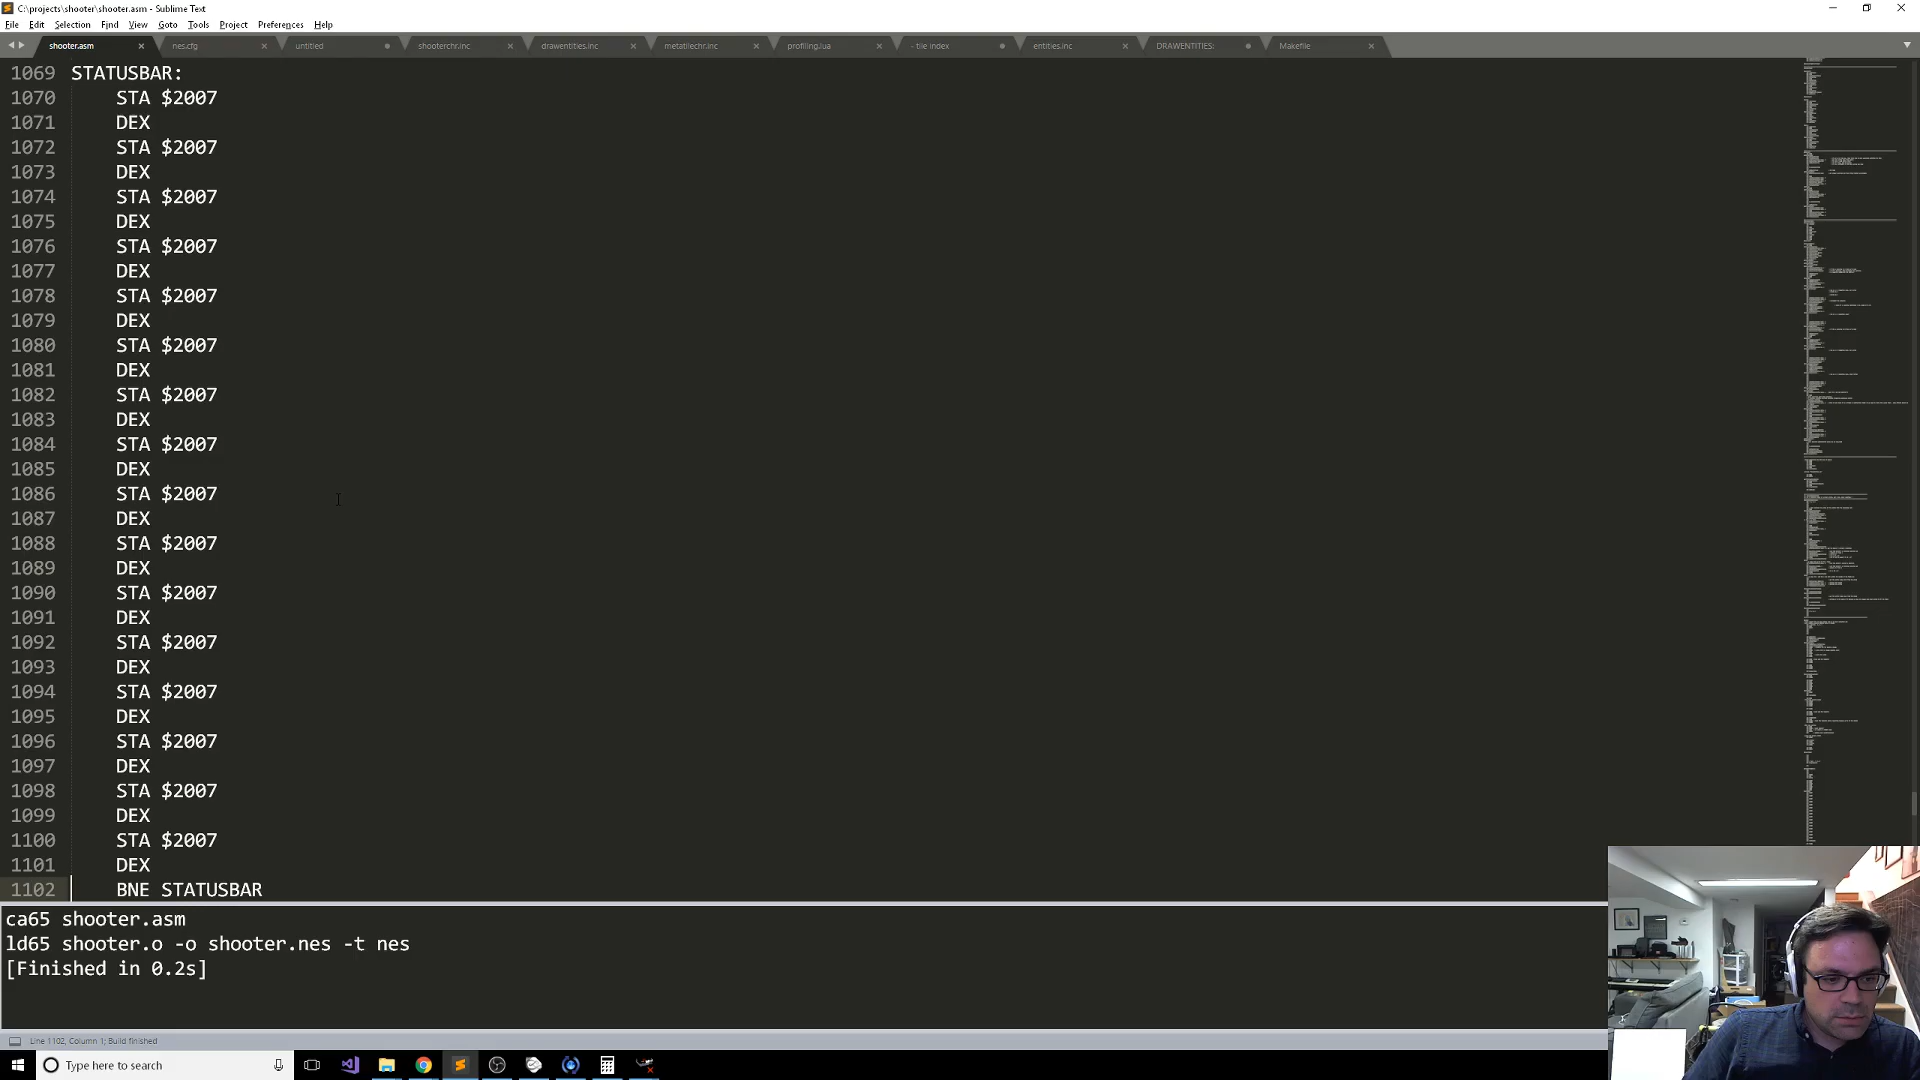 C:\projects\shooter\shooter.asm - Sublime Text
File Edit Selection Find View Goto Tools Project Preferences Help
shooter.asm nes.cfg untitled shooterchr.inc drawentities.inc metatilechr.inc profiling.lua - tile index entities.inc DRAWENTITIES: Makefile
1069 STATUSBAR:
1070 STA $2007
1071 DEX
1072 STA $2007
1073 DEX
1074 STA $2007
1075 DEX
1076 STA $2007
1077 DEX
1078 STA $2007
1079 DEX
1080 STA $2007
1081 DEX
1082 STA $2007
1083 DEX
1084 STA $2007
1085 DEX
1086 STA $2007
1087 DEX
1088 STA $2007
1089 DEX
1090 STA $2007
1091 DEX
1092 STA $2007
1093 DEX
1094 STA $2007
1095 DEX
1096 STA $2007
1097 DEX
1098 STA $2007
1099 DEX
1100 STA $2007
1101 DEX
1102 BNE STATUSBAR
ca65 shooter.asm
ld65 shooter.o -o shooter.nes -t nes
[Finished in 0.2s]
Line 1102, Column 1; Build finished
Type here to search